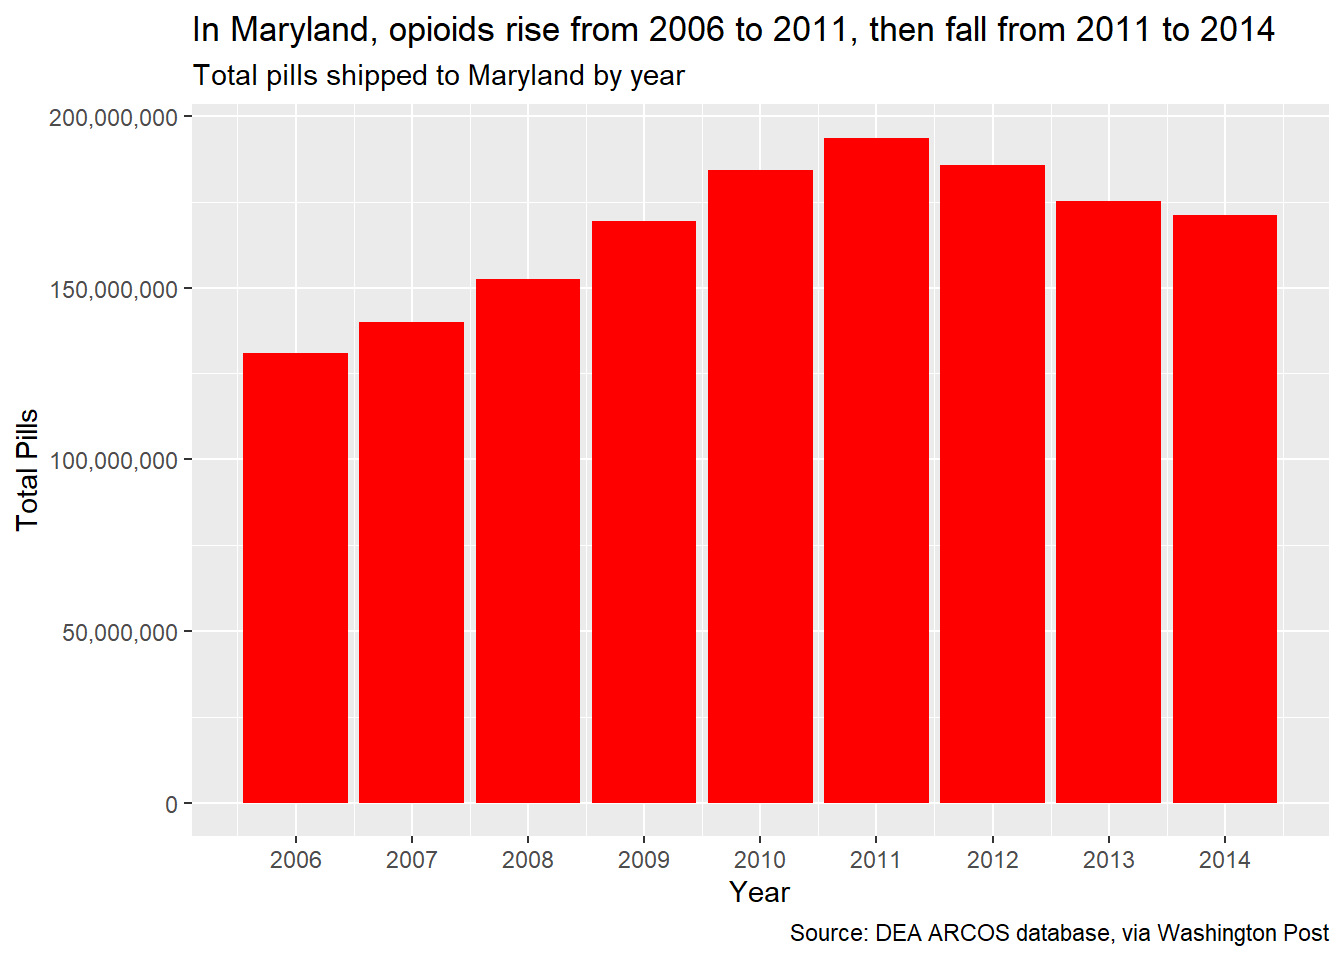 In Maryland, opioids rise from 2006 to 2011, then fall from 2011 to 2014
Total pills shipped to Maryland by year
200,000,000
150,000,000
100,000,000
50,000,000
0
Total Pills
2006 2007 2008 2009 2010 2011 2012 2013 2014
Year
Source: DEA ARCOS database, via Washington Post